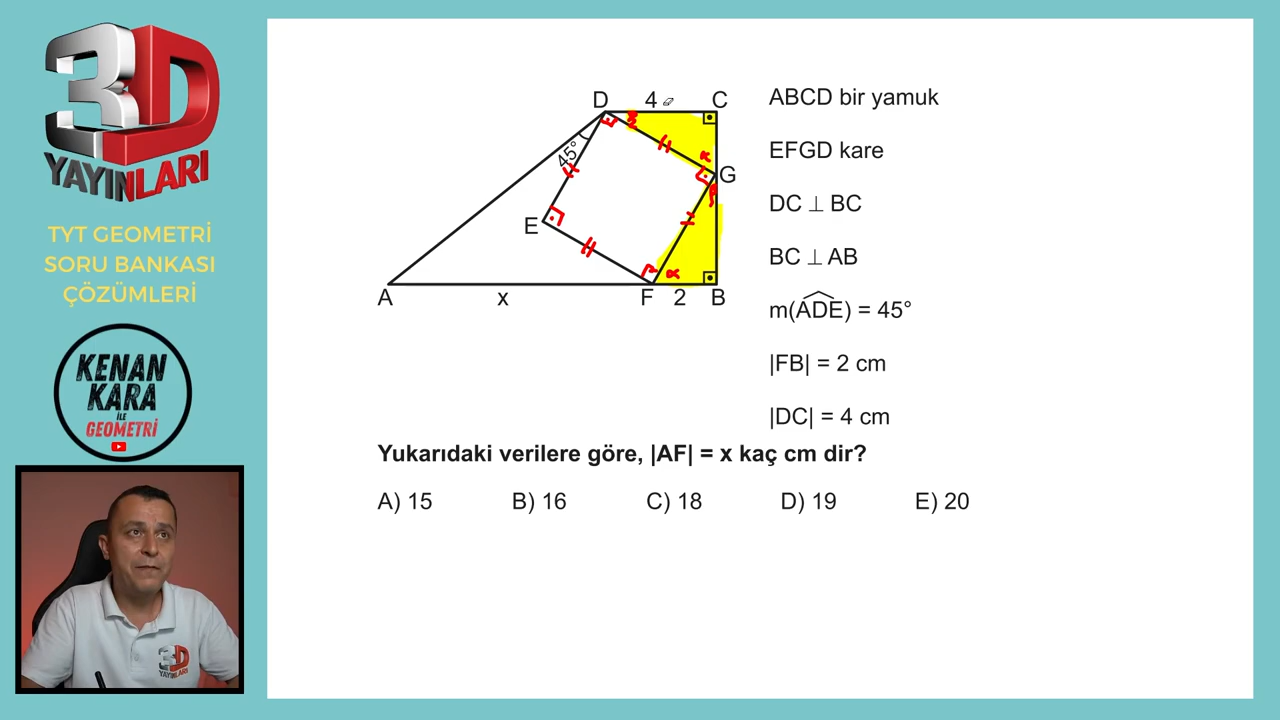 3D
YAYINLARI
TYT GEOMETRİ
SORU BANKASI
ÇÖZÜMLERİ
KENAN
KARA
İLE
GEOMETRİ
3D
YAYINLARI
D 4 C
45°
G
E
A x F 2 B
α
α
ABCD bir yamuk
EFGD kare
DC ⊥ BC
BC ⊥ AB
m(ADE) = 45°
|FB| = 2 cm
|DC| = 4 cm
Yukarıdaki verilere göre, |AF| = x kaç cm dir?
A) 15 B) 16 C) 18 D) 19 E) 20